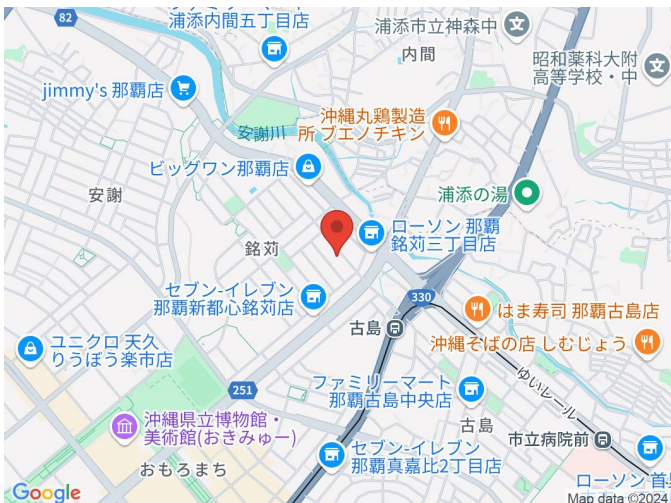 ファミリーマート
浦添内間五丁目店
82
浦添市立神森中
内間
昭和薬科大附
高等学校・中
jimmy's 那覇店
沖縄丸鶏製造
所 ブエノチキン
安謝川
ビッグワン那覇店
安謝
浦添の湯
ローソン 那覇
銘苅三丁目店
銘苅
セブン-イレブン
那覇新都心銘苅店
330
はま寿司 那覇古島店
古島
ユニクロ 天久
りうぼう楽市店
沖縄そばの店 しむじょう
251
ゆいレール
ファミリーマート
那覇古島中央店
沖縄県立博物館・
美術館(おきみゅー)
古島
市立病院前
おもろまち
セブン-イレブン
那覇真嘉比2丁目店
ローソン 首
Google
Map data ©2024